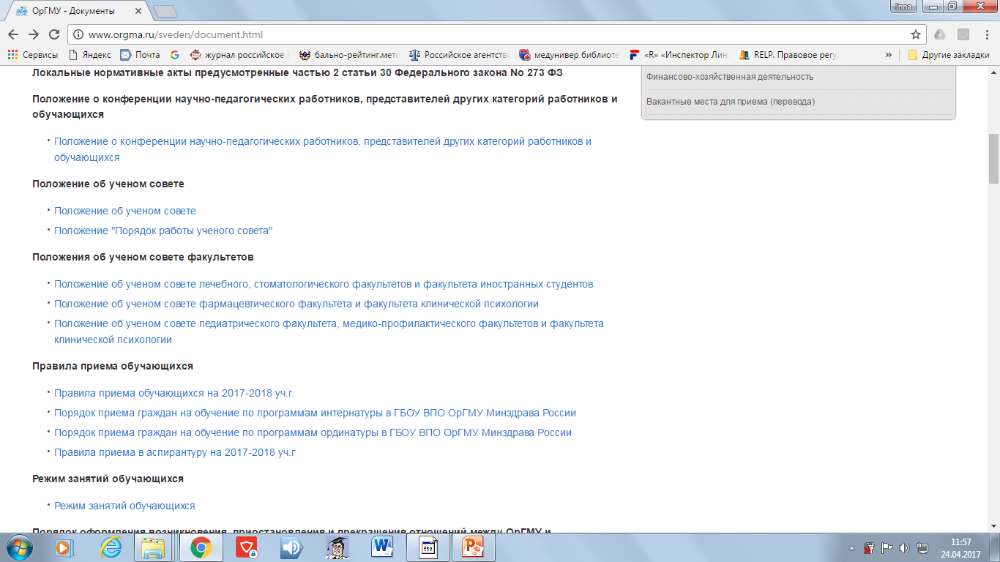 ОрГМУ - Документы
Inna
www.orgma.ru/sveden/document.html
Сервисы Яндекс Почта журнал российское бально-рейтинг.мето Российское агентств медунивер библиоте «R» «Инспектор Лин RELP. Правовое регу » Другие закладки
Локальные нормативные акты предусмотренные частью 2 статьи 30 Федерального закона No 273 ФЗ
Финансово-хозяйственная деятельность
Вакантные места для приема (перевода)
Положение о конференции научно-педагогических работников, представителей других категорий работников и
обучающихся
• Положение о конференции научно-педагогических работников, представителей других категорий работников и
обучающихся
Положение об ученом совете
• Положение об ученом совете
• Положение "Порядок работы ученого совета"
Положения об ученом совете факультетов
• Положение об ученом совете лечебного, стоматологического факультетов и факультета иностранных студентов
• Положение об ученом совете фармацевтического факультета и факультета клинической психологии
• Положение об ученом совете педиатрического факультета, медико-профилактического факультетов и факультета
клинической психологии
Правила приема обучающихся
• Правила приема обучающихся на 2017-2018 уч.г.
• Порядок приема граждан на обучение по программам интернатуры в ГБОУ ВПО ОрГМУ Минздрава России
• Порядок приема граждан на обучение по программам ординатуры в ГБОУ ВПО ОрГМУ Минздрава России
• Правила приема в аспирантуру на 2017-2018 уч.г
Режим занятий обучающихся
• Режим занятий обучающихся
Порядок оформления возникновения, приостановления и прекращения отношений между ОрГМУ и
11:57
24.04.2017